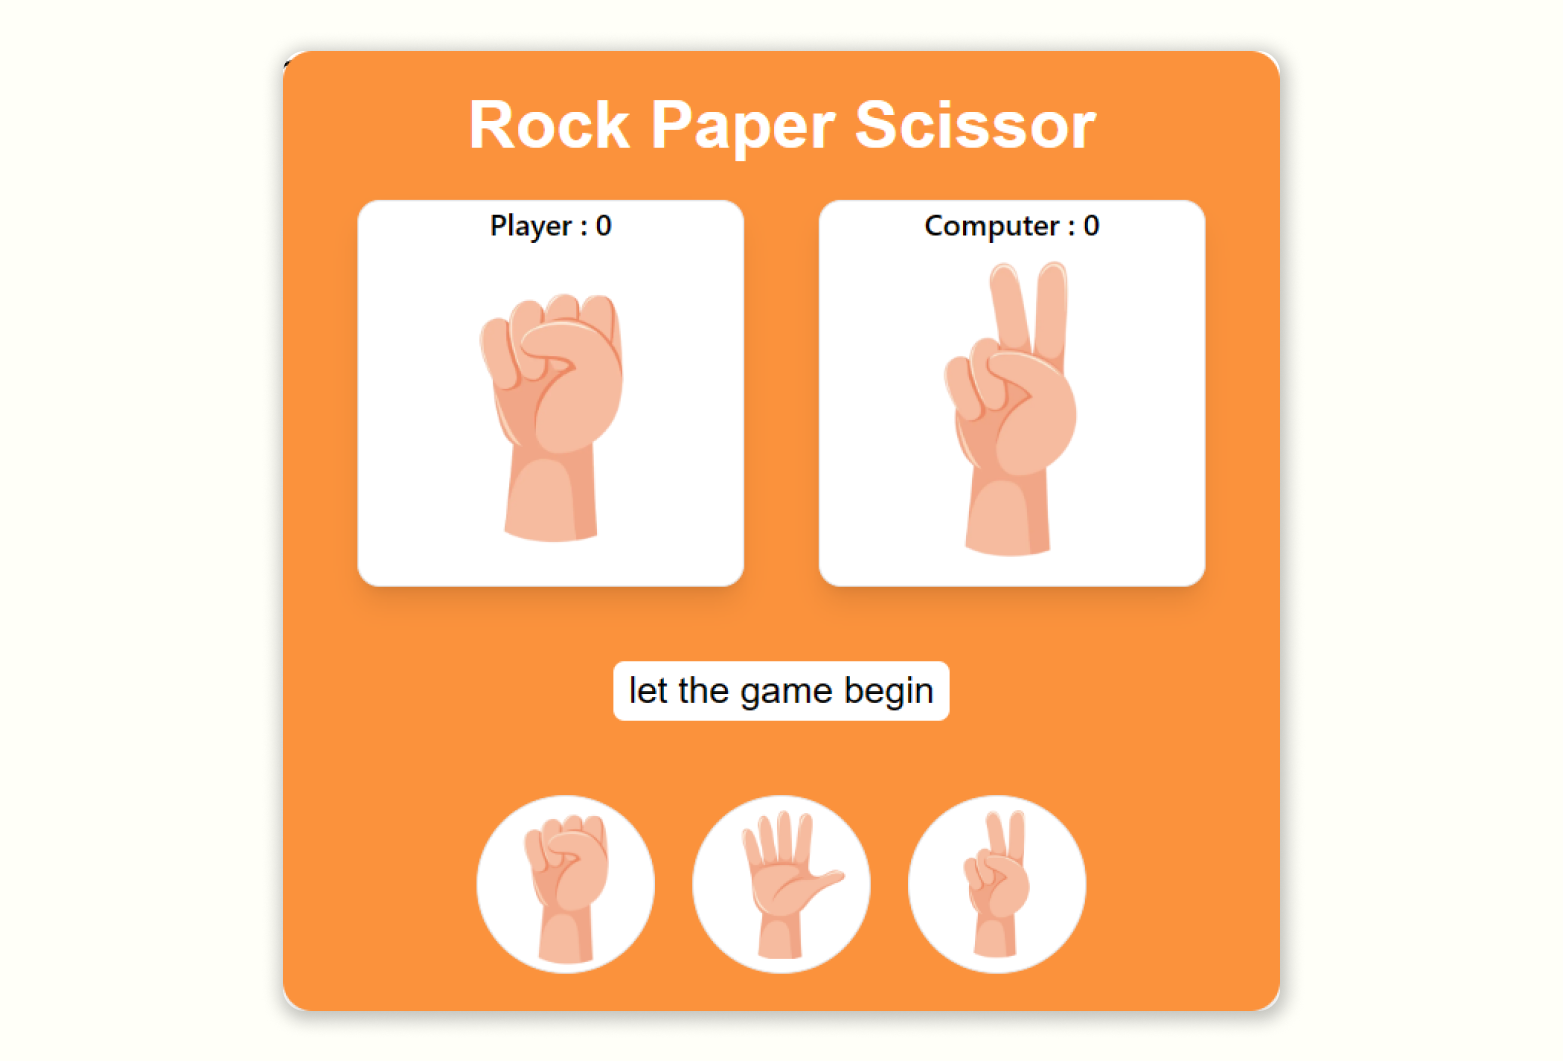 Rock Paper Scissor
Player : 0
Computer : 0
let the game begin